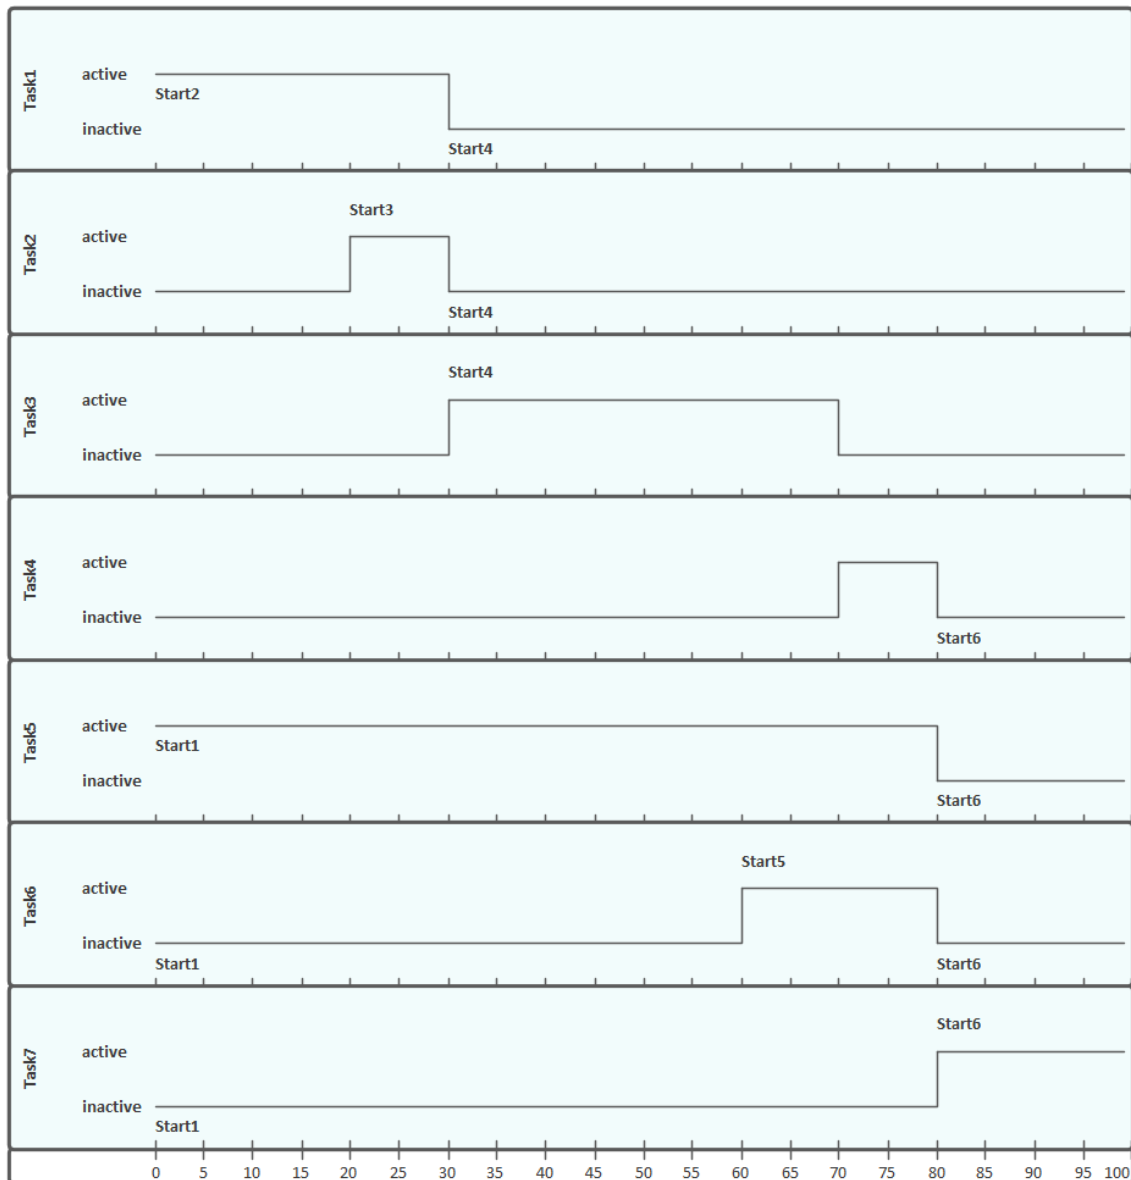 Task1
active
Start2
inactive
Start4
Task2
Start3
active
inactive
Start4
Task3
Start4
active
inactive
Task4
active
inactive
Start6
Task5
active
Start1
inactive
Start6
Task6
Start5
active
inactive
Start1 Start6
Task7
Start6
active
inactive
Start1
0 5 10 15 20 25 30 35 40 45 50 55 60 65 70 75 80 85 90 95 100